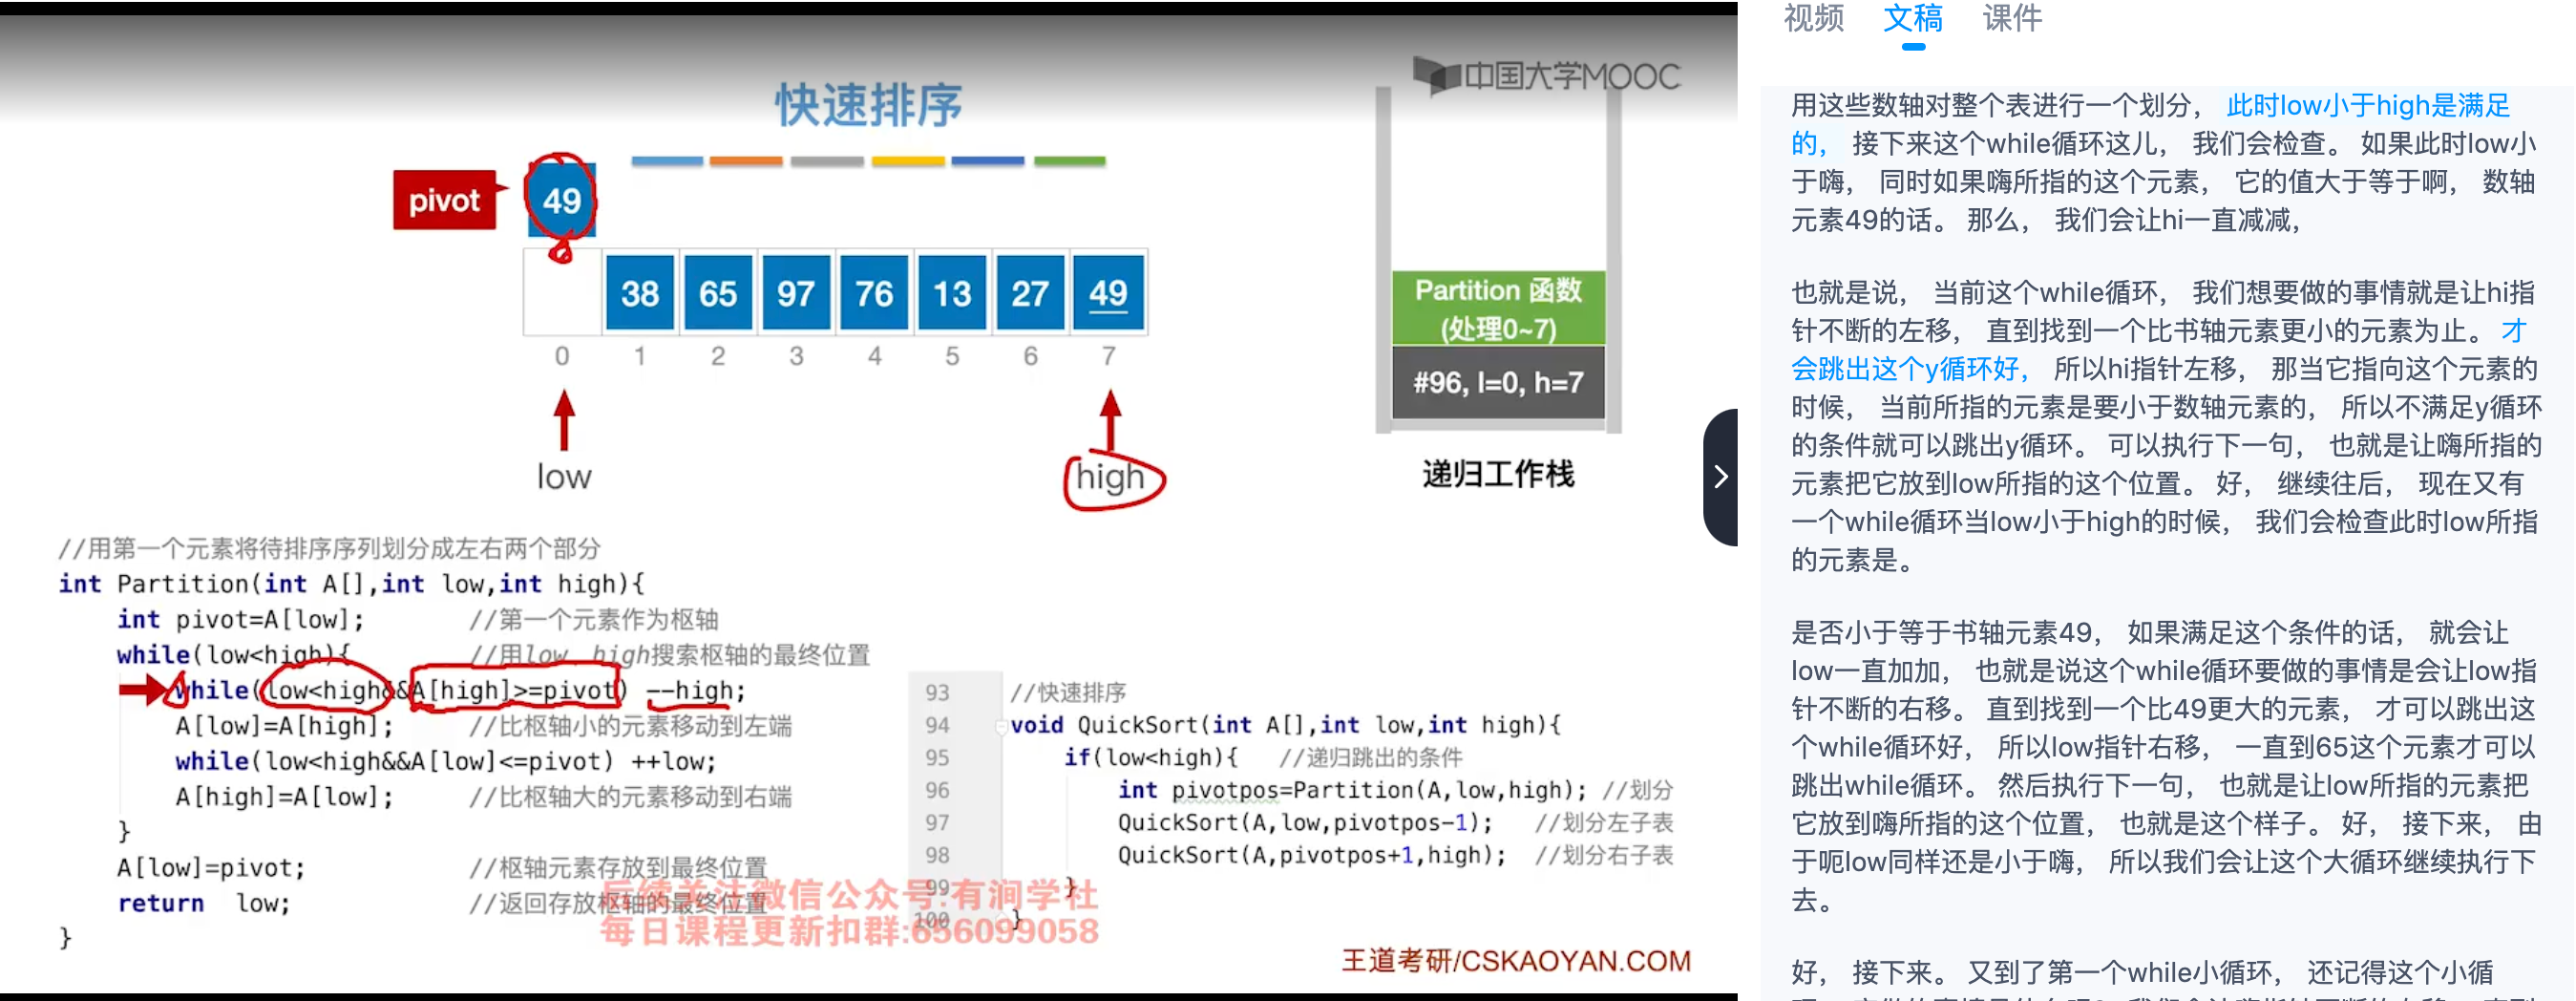 中国大学MOOC
快速排序
pivot
49
38 65 97 76 13 27 49
0 1 2 3 4 5 6 7
low
high
Partition 函数
(处理0~7)
#96, l=0, h=7
递归工作栈
//用第一个元素将待排序序列划分成左右两个部分
int Partition(int A[],int low,int high){
int pivot=A[low]; //第一个元素作为枢轴
while(low<high){ //用low、high搜索枢轴的最终位置
while(low<high&&A[high]>=pivot) --high;
A[low]=A[high]; //比枢轴小的元素移动到左端
while(low<high&&A[low]<=pivot) ++low;
A[high]=A[low]; //比枢轴大的元素移动到右端
}
A[low]=pivot; //枢轴元素存放到最终位置
return low; //返回存放枢轴的最终位置
}
93 //快速排序
94 void QuickSort(int A[],int low,int high){
95 if(low<high){ //递归跳出的条件
96 int pivotpos=Partition(A,low,high); //划分
97 QuickSort(A,low,pivotpos-1); //划分左子表
98 QuickSort(A,pivotpos+1,high); //划分右子表
99 }
100 }
后续关注微信公众号:有涧学社
每日课程更新扣群:656099058
王道考研/CSKAOYAN.COM
视频 文稿 课件
用这些数轴对整个表进行一个划分， 此时low小于high是满足
的， 接下来这个while循环这儿， 我们会检查。 如果此时low小
于嗨， 同时如果嗨所指的这个元素， 它的值大于等于啊， 数轴
元素49的话。 那么， 我们会让hi一直减减，
也就是说， 当前这个while循环， 我们想要做的事情就是让hi指
针不断的左移， 直到找到一个比书轴元素更小的元素为止。 才
会跳出这个y循环好， 所以hi指针左移， 那当它指向这个元素的
时候， 当前所指的元素是要小于数轴元素的， 所以不满足y循环
的条件就可以跳出y循环。 可以执行下一句， 也就是让嗨所指的
元素把它放到low所指的这个位置。 好， 继续往后， 现在又有
一个while循环当low小于high的时候， 我们会检查此时low所指
的元素是。
是否小于等于书轴元素49， 如果满足这个条件的话， 就会让
low一直加加， 也就是说这个while循环要做的事情是会让low指
针不断的右移。 直到找到一个比49更大的元素， 才可以跳出这
个while循环好， 所以low指针右移， 一直到65这个元素才可以
跳出while循环。 然后执行下一句， 也就是让low所指的元素把
它放到嗨所指的这个位置， 也就是这个样子。 好， 接下来， 由
于呃low同样还是小于嗨， 所以我们会让这个大循环继续执行下
去。
好， 接下来。 又到了第一个while小循环， 还记得这个小循